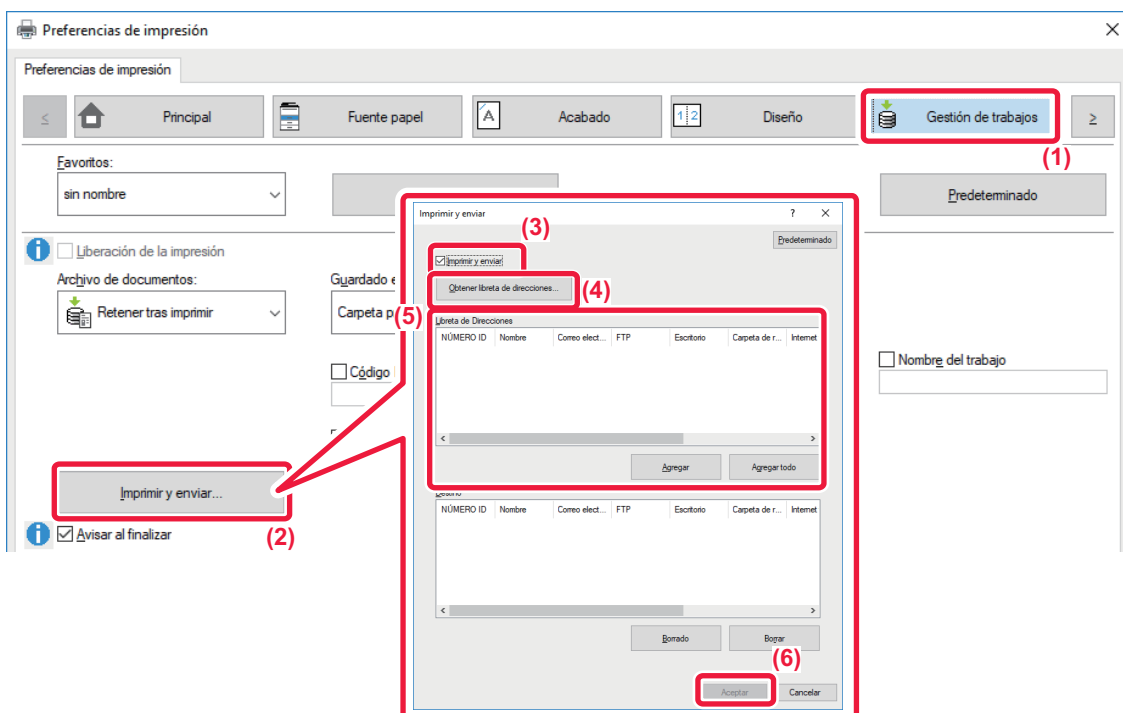 Preferencias de impresión
Preferencias de impresión
< Principal Fuente papel Acabado Diseño Gestión de trabajos >
(1)
Favoritos:
sin nombre
Predeterminado
Liberación de la impresión
Archivo de documentos:
Retener tras imprimir
Guardado e
Carpeta p
Código
Nombre del trabajo
Imprimir y enviar...
(2)
Avisar al finalizar
Imprimir y enviar ? ×
(3)
Predeterminado
Imprimir y enviar
Obtener libreta de direcciones...
(4)
(5)
Libreta de Direcciones
NÚMERO ID Nombre Correo elect... FTP Escritorio Carpeta de r... Internet
Agregar Agregar todo
Destino
NÚMERO ID Nombre Correo elect... FTP Escritorio Carpeta de r... Internet
Borrado Borrar
(6)
Aceptar Cancelar